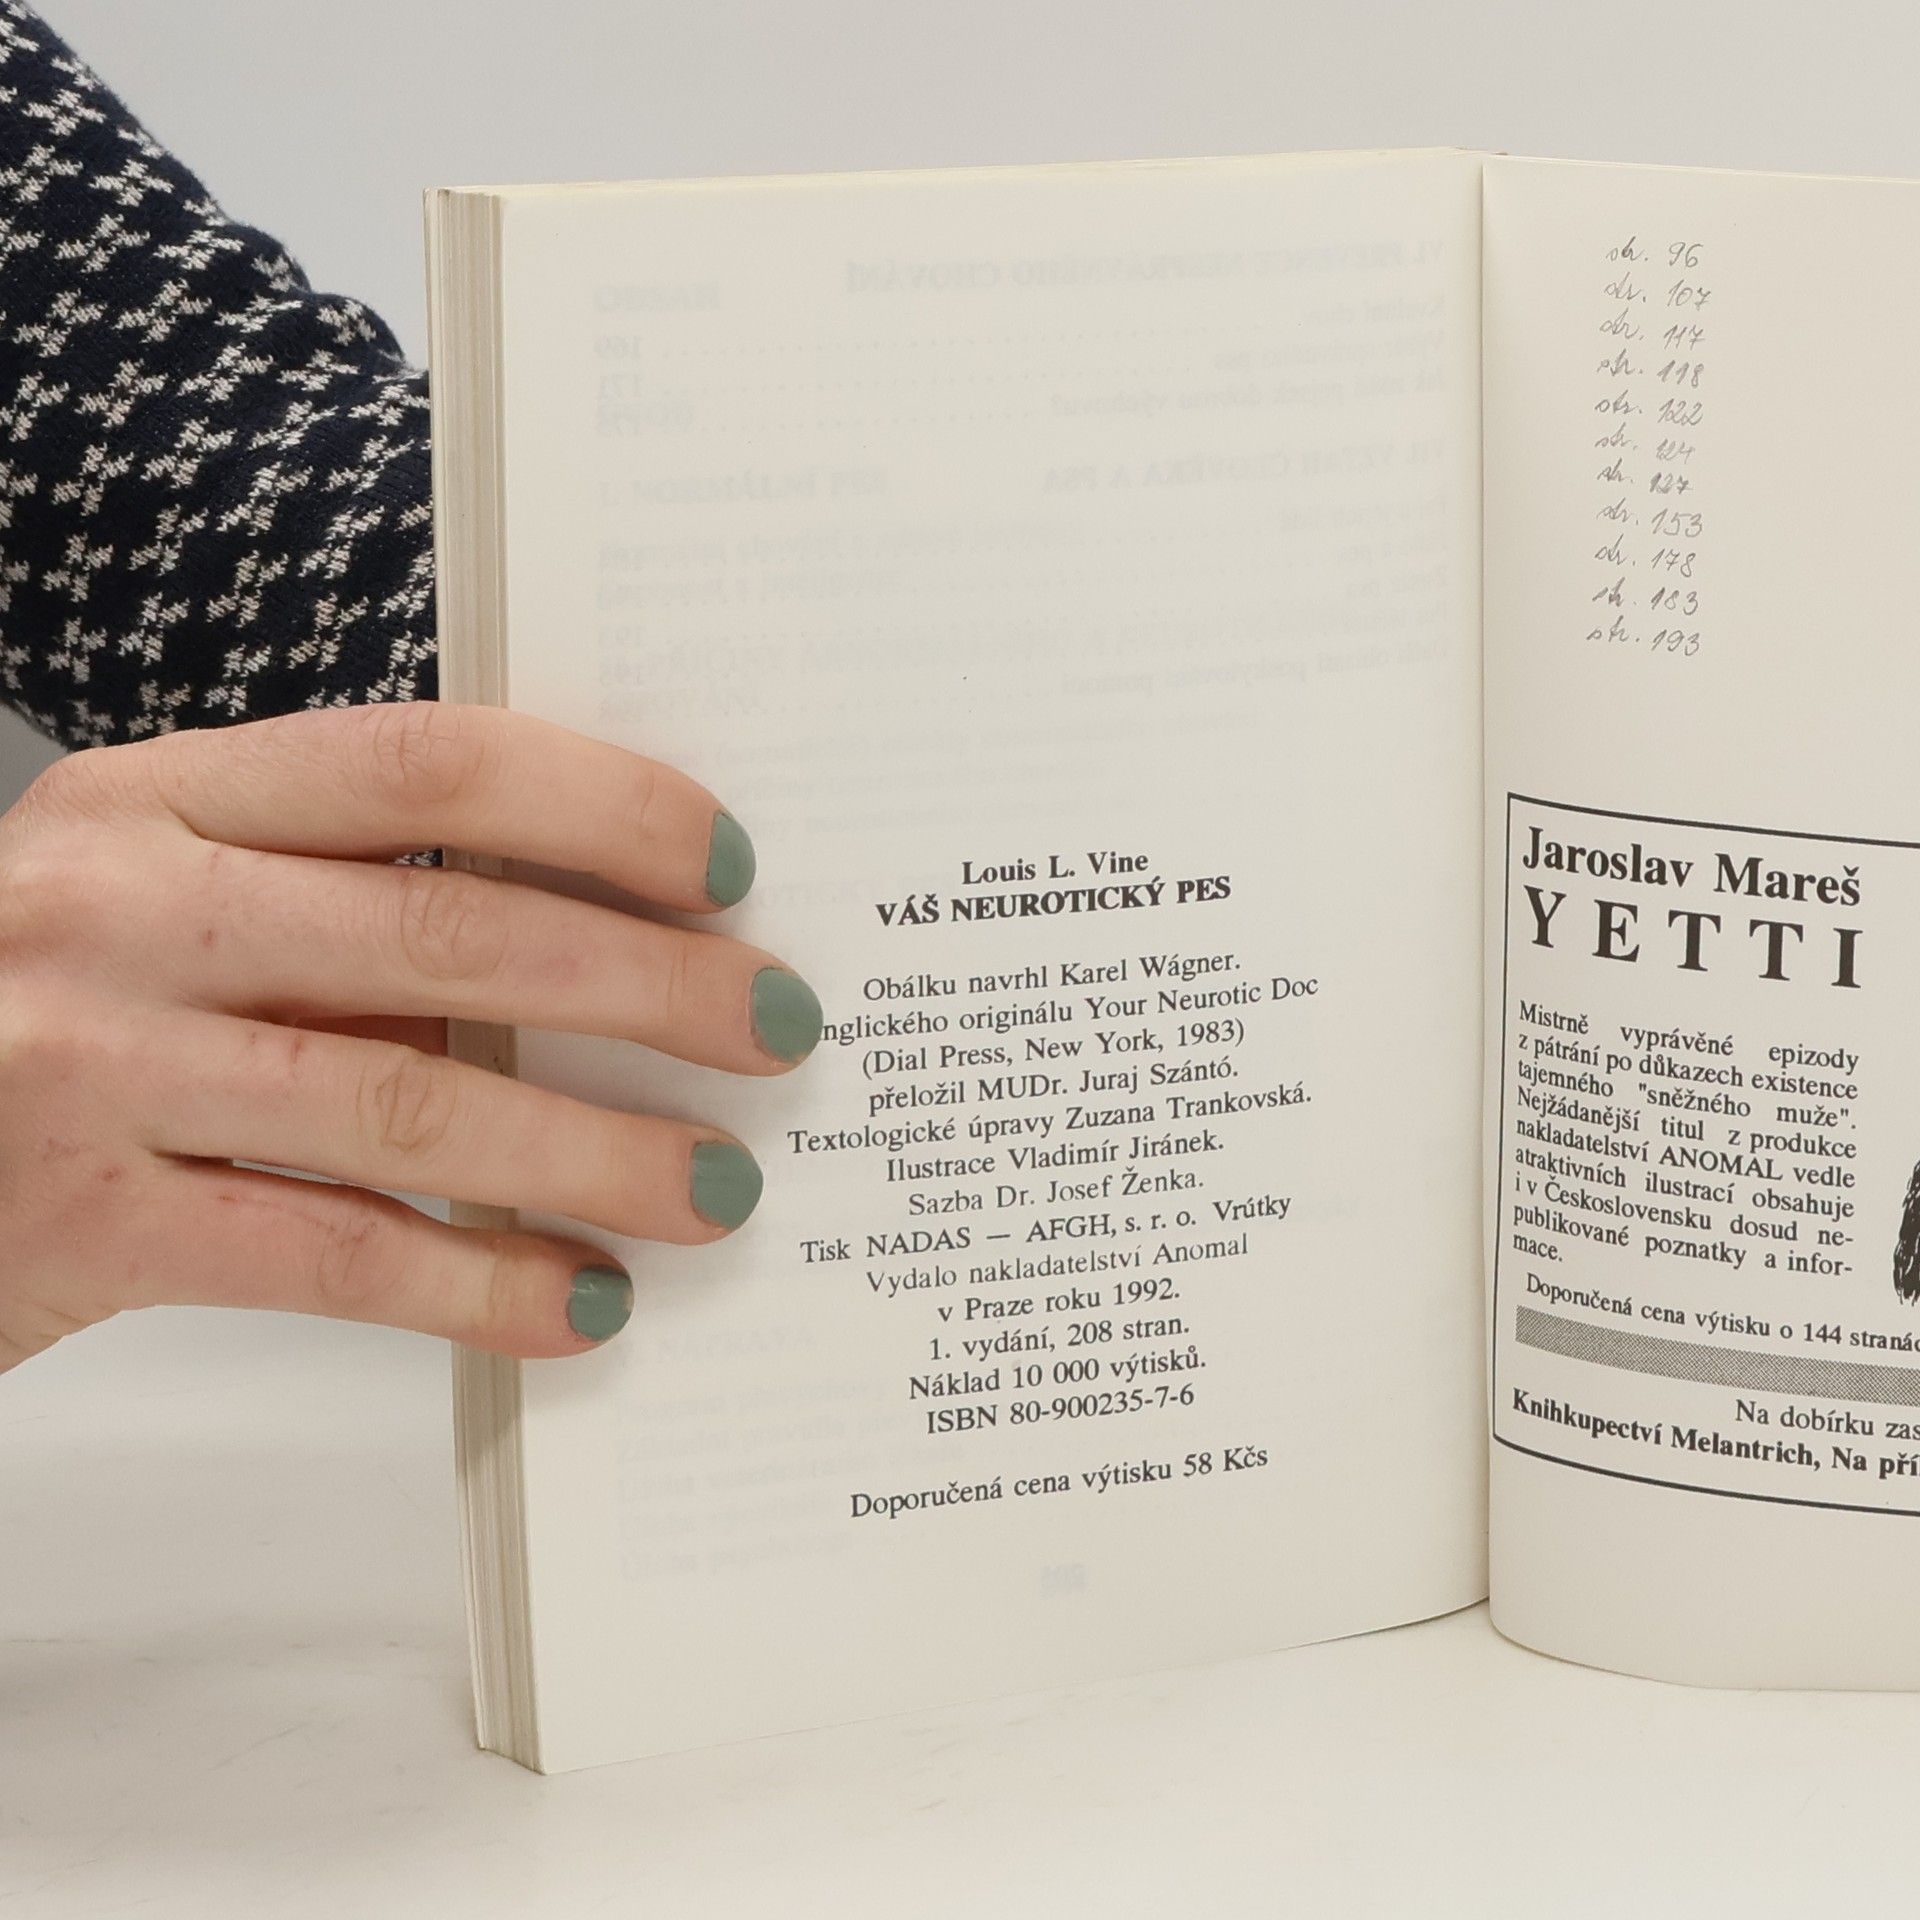 Louis L. Vine
VÁŠ NEUROTICKÝ PES
Obálku navrhl Karel Wágner.
nglického originálu Your Neurotic Doc
(Dial Press, New York, 1983)
přeložil MUDr. Juraj Szántó.
Textologické úpravy Zuzana Trankovská.
Ilustrace Vladimír Jiránek.
Sazba Dr. Josef Ženka.
Tisk NADAS — AFGH, s. r. o. Vrútky
Vydalo nakladatelství Anomal
v Praze roku 1992.
1. vydání, 208 stran.
Náklad 10 000 výtisků.
ISBN 80-900235-7-6
Doporučená cena výtisku 58 Kčs
str. 96
str. 107
str. 117
str. 118
str. 122
str. 124
str. 127
str. 153
str. 178
str. 183
str. 193
Jaroslav Mareš
YETTI
Mistrně vyprávěné epizody
z pátrání po důkazech existence
tajemného "sněžného muže".
Nejžádanější titul z produkce
nakladatelství ANOMAL vedle
atraktivních ilustrací obsahuje
i v Československu dosud ne-
publikované poznatky a infor-
mace.
Doporučená cena výtisku o 144 stranác
Na dobírku zas
Knihkupectví Melantrich, Na pří